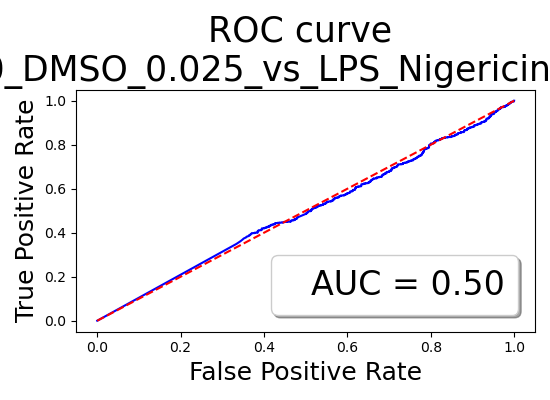 ROC curve
_DMSO_0.025_vs_LPS_Nigericin
True Positive Rate
1.0
0.8
0.6
0.4
0.2
0.0
AUC = 0.50
0.0 0.2 0.4 0.6 0.8 1.0
False Positive Rate